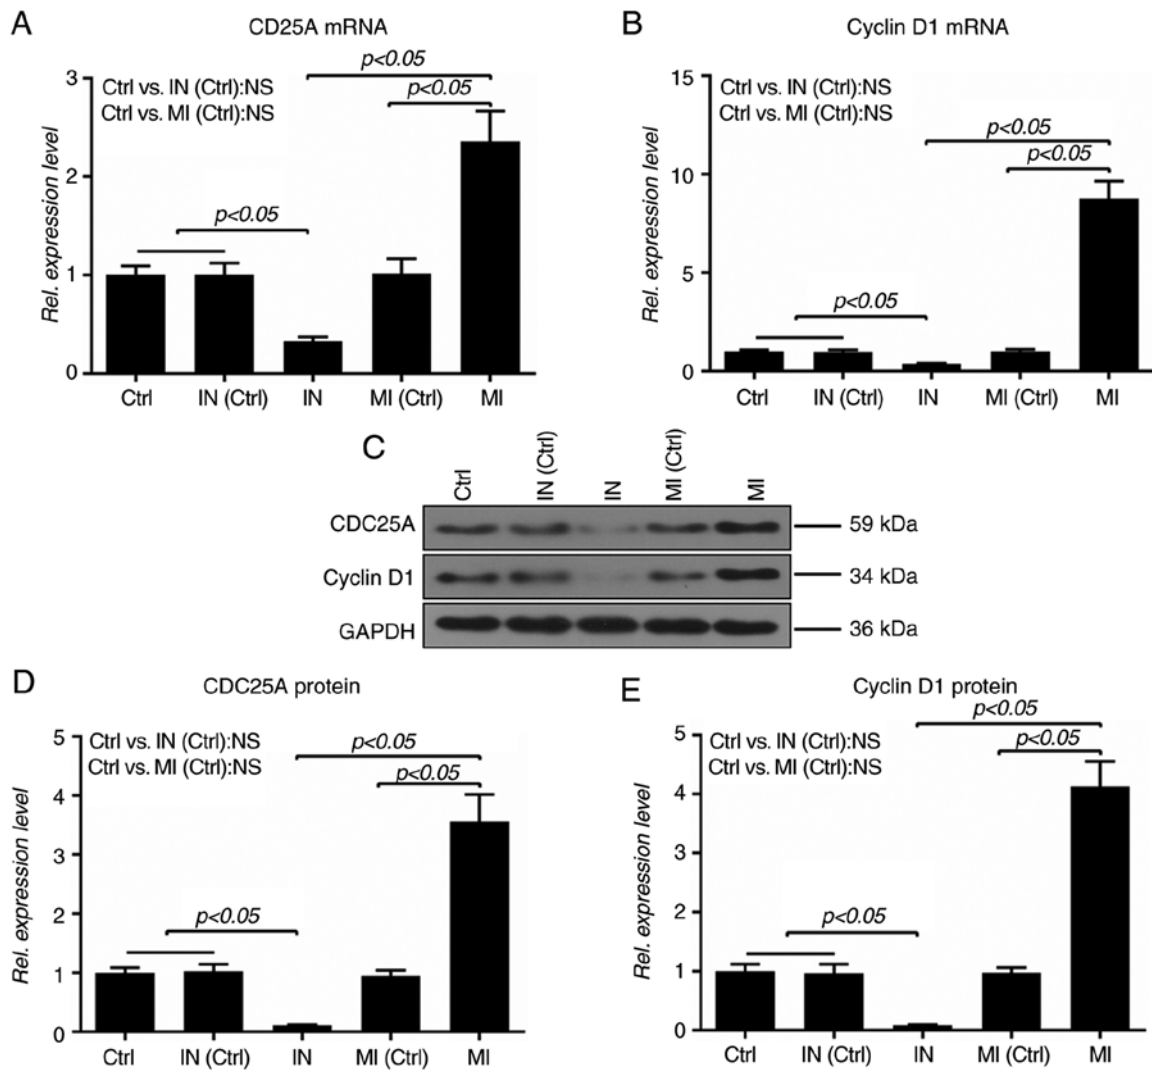 A
CD25A mRNA
Ctrl vs. IN (Ctrl):NS
Ctrl vs. MI (Ctrl):NS
p<0.05
p<0.05
p<0.05
Rel. expression level
3
2
1
0
Ctrl
IN (Ctrl)
IN
MI (Ctrl)
MI
B
Cyclin D1 mRNA
Ctrl vs. IN (Ctrl):NS
Ctrl vs. MI (Ctrl):NS
p<0.05
p<0.05
p<0.05
Rel. expression level
15
10
5
0
Ctrl
IN (Ctrl)
IN
MI (Ctrl)
MI
C
Ctrl
IN (Ctrl)
IN
MI (Ctrl)
MI
CDC25A
59 kDa
Cyclin D1
34 kDa
GAPDH
36 kDa
D
CDC25A protein
Ctrl vs. IN (Ctrl):NS
Ctrl vs. MI (Ctrl):NS
p<0.05
p<0.05
p<0.05
Rel. expression level
5
4
3
2
1
0
Ctrl
IN (Ctrl)
IN
MI (Ctrl)
MI
E
Cyclin D1 protein
p<0.05
Ctrl vs. IN (Ctrl):NS
Ctrl vs. MI (Ctrl):NS
p<0.05
p<0.05
Rel. expression level
5
4
3
2
1
0
Ctrl
IN (Ctrl)
IN
MI (Ctrl)
MI